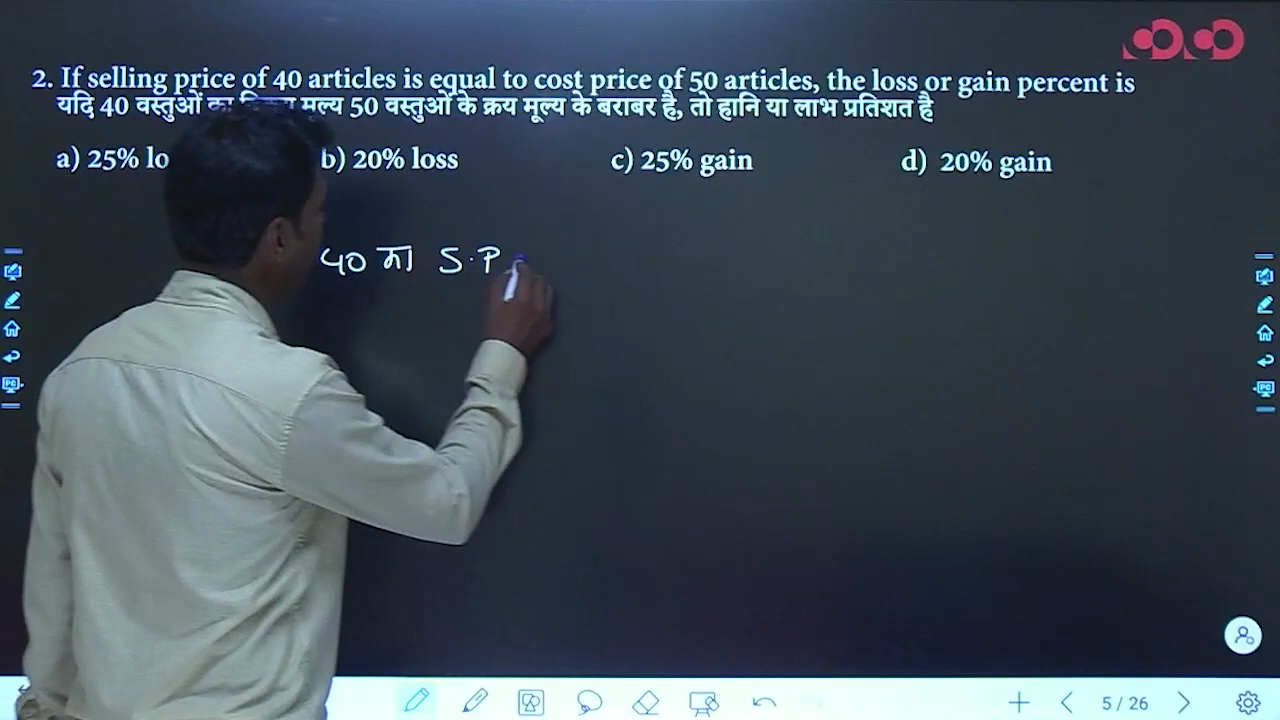 2. If selling price of 40 articles is equal to cost price of 50 articles, the loss or gain percent is
यदि 40 वस्तुओं का मूल्य 50 वस्तुओं के क्रय मूल्य के बराबर है, तो हानि या लाभ प्रतिशत है
a) 25% lo b) 20% loss c) 25% gain d) 20% gain
40 का S.P
5 / 26